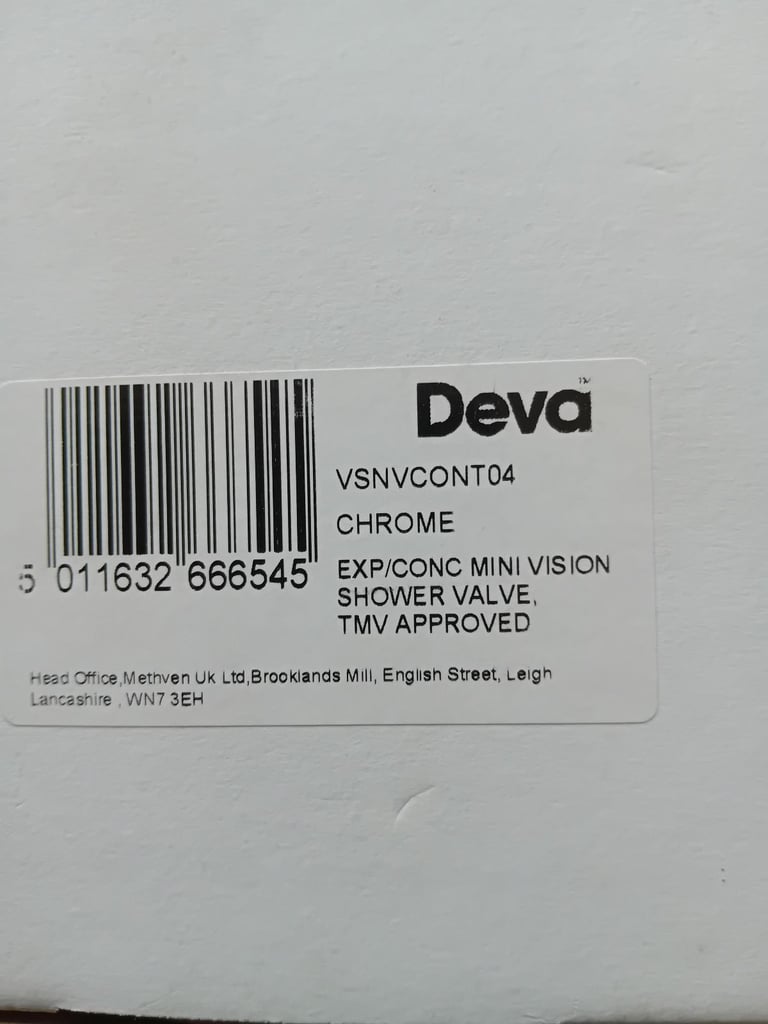 Deva™
VSNVCONT04
CHROME
EXP/CONC MINI VISION
SHOWER VALVE,
TMV APPROVED
5 011632 666545
Head Office,Methven Uk Ltd,Brooklands Mill, English Street, Leigh
Lancashire , WN7 3EH